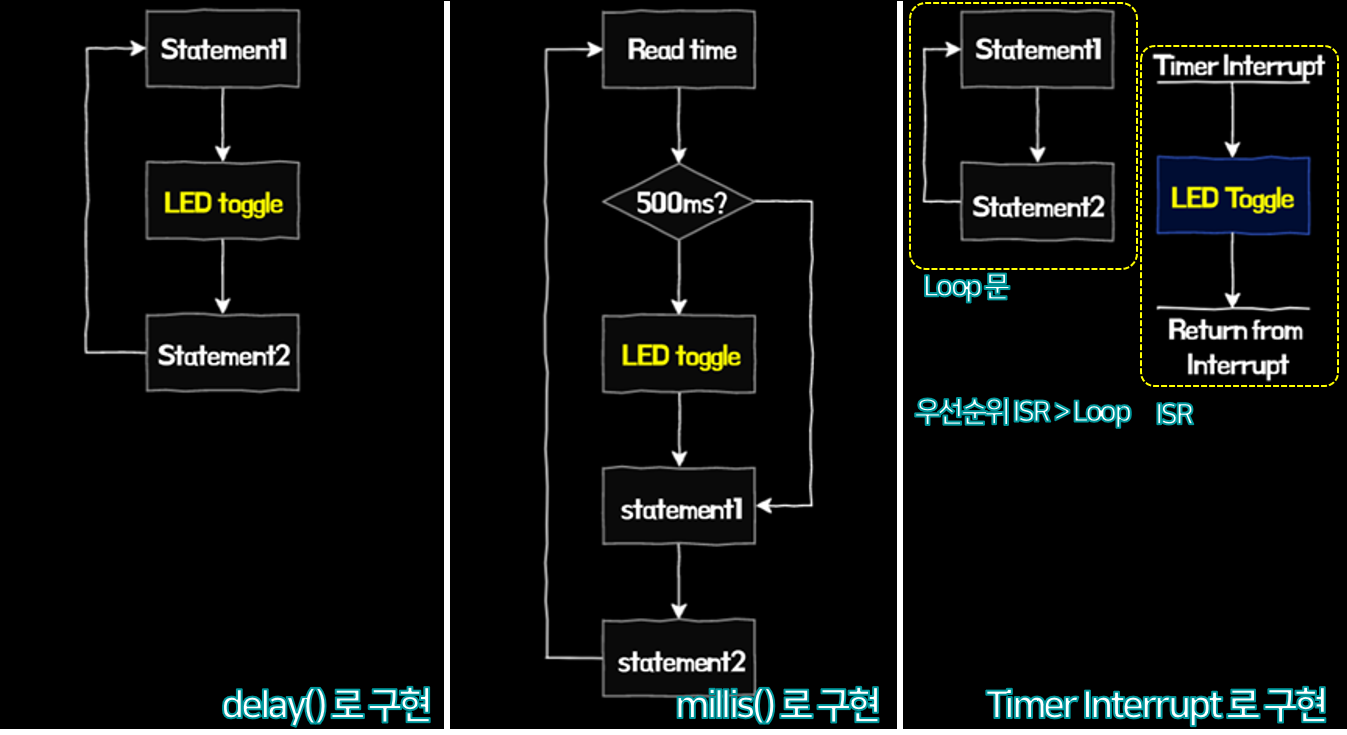 Statement1
LED toggle
Statement2
delay() 로 구현
Read time
500ms?
LED toggle
statement1
statement2
millis() 로 구현
Statement1
Statement2
Loop 문
Timer Interrupt
LED Toggle
Return from
Interrupt
우선순위 ISR > Loop
ISR
Timer Interrupt 로 구현